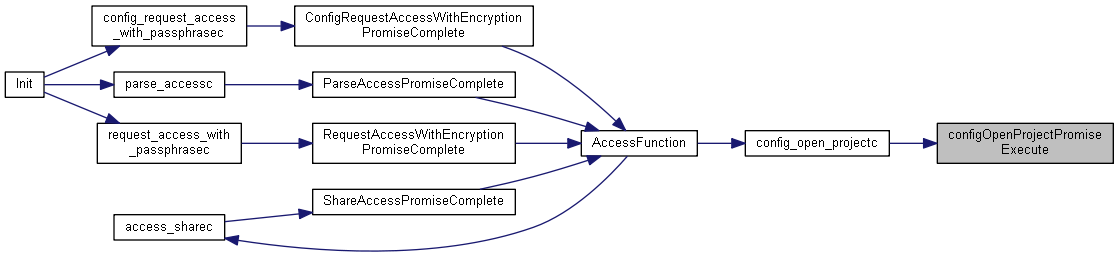 config_request_access
_with_passphrasec
ConfigRequestAccessWithEncryption
PromiseComplete
Init
parse_accessc
ParseAccessPromiseComplete
request_access_with
_passphrasec
RequestAccessWithEncryption
PromiseComplete
AccessFunction
config_open_projectc
configOpenProjectPromise
Execute
ShareAccessPromiseComplete
access_sharec